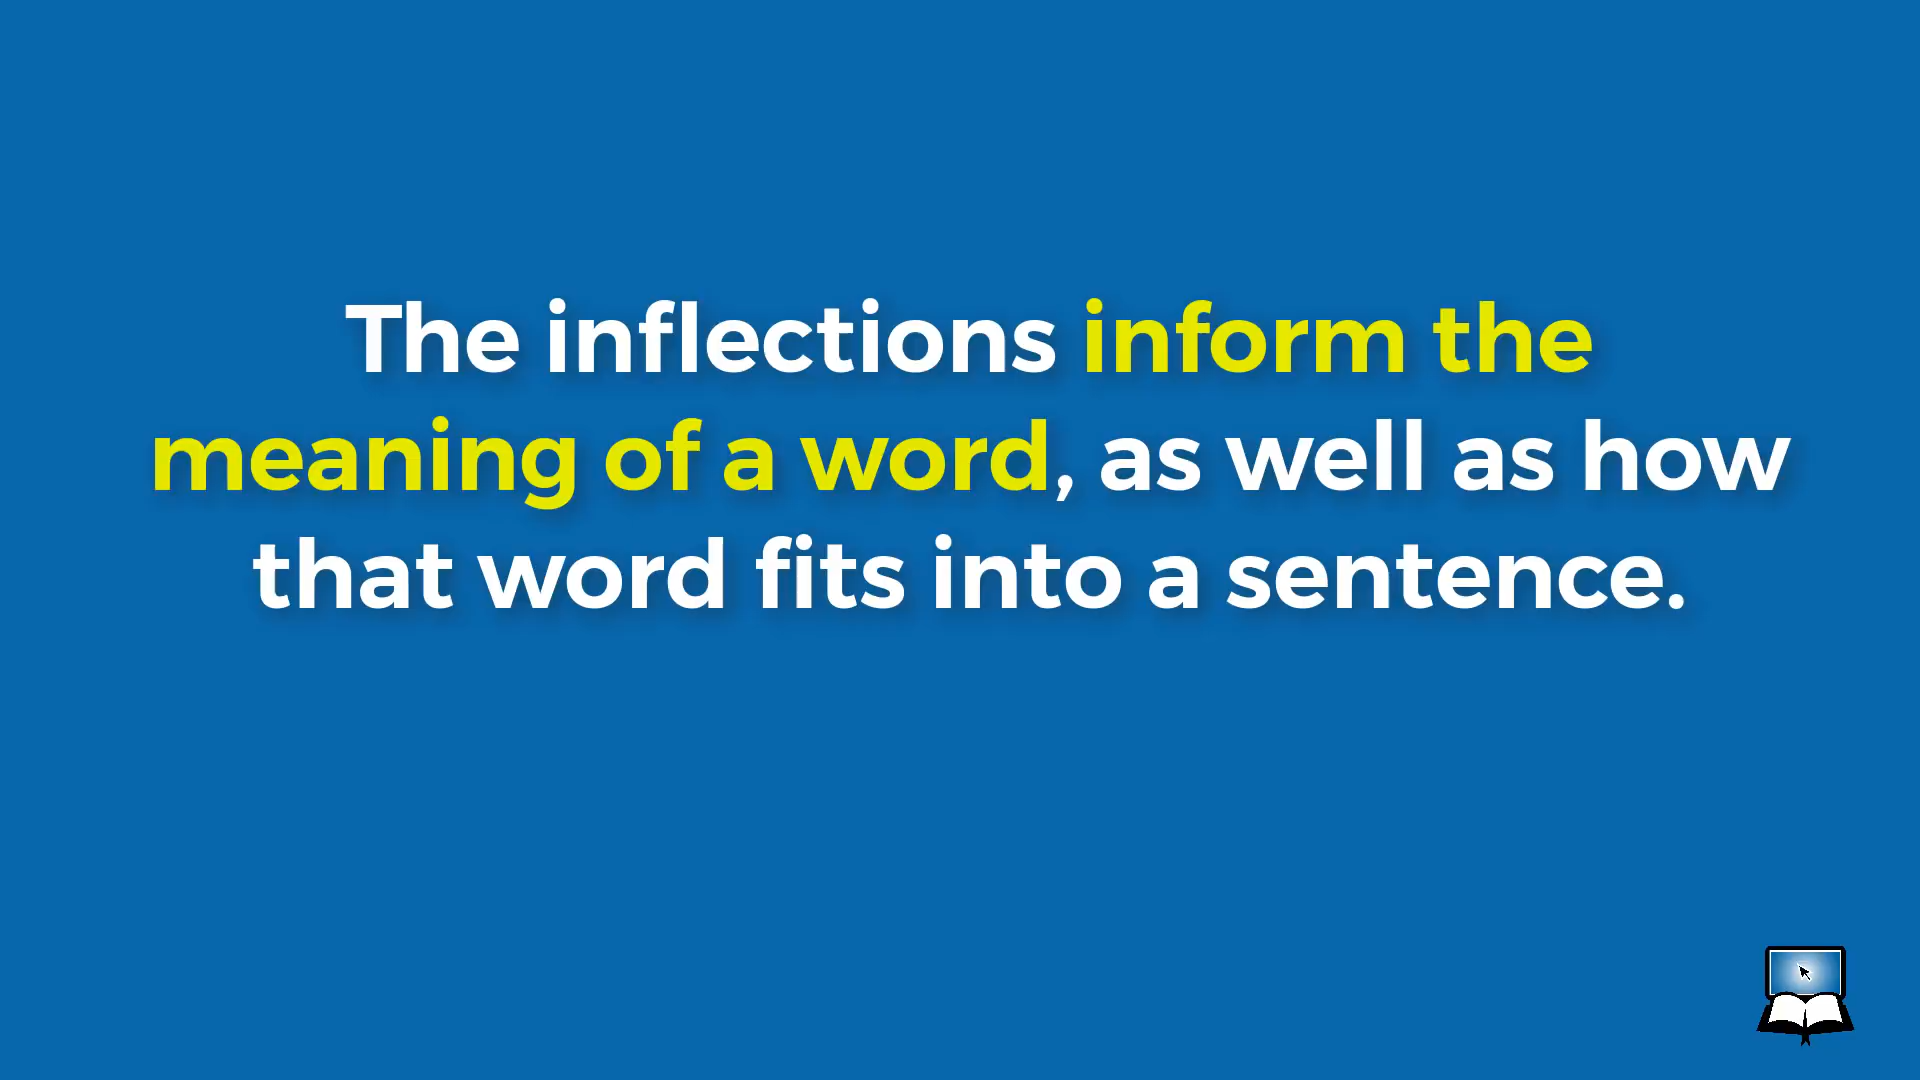 The inflections inform the
meaning of a word, as well as how
that word fits into a sentence.